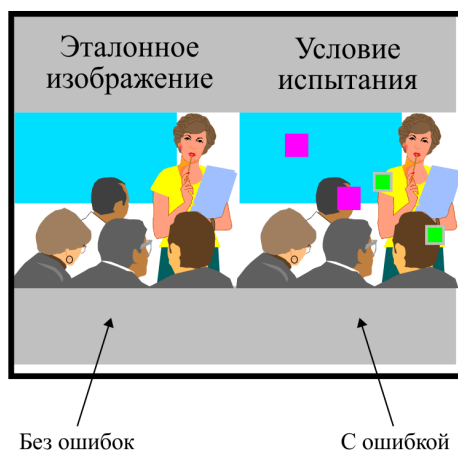 Эталонное
изображение
Условие
испытания
Без ошибок
С ошибкой